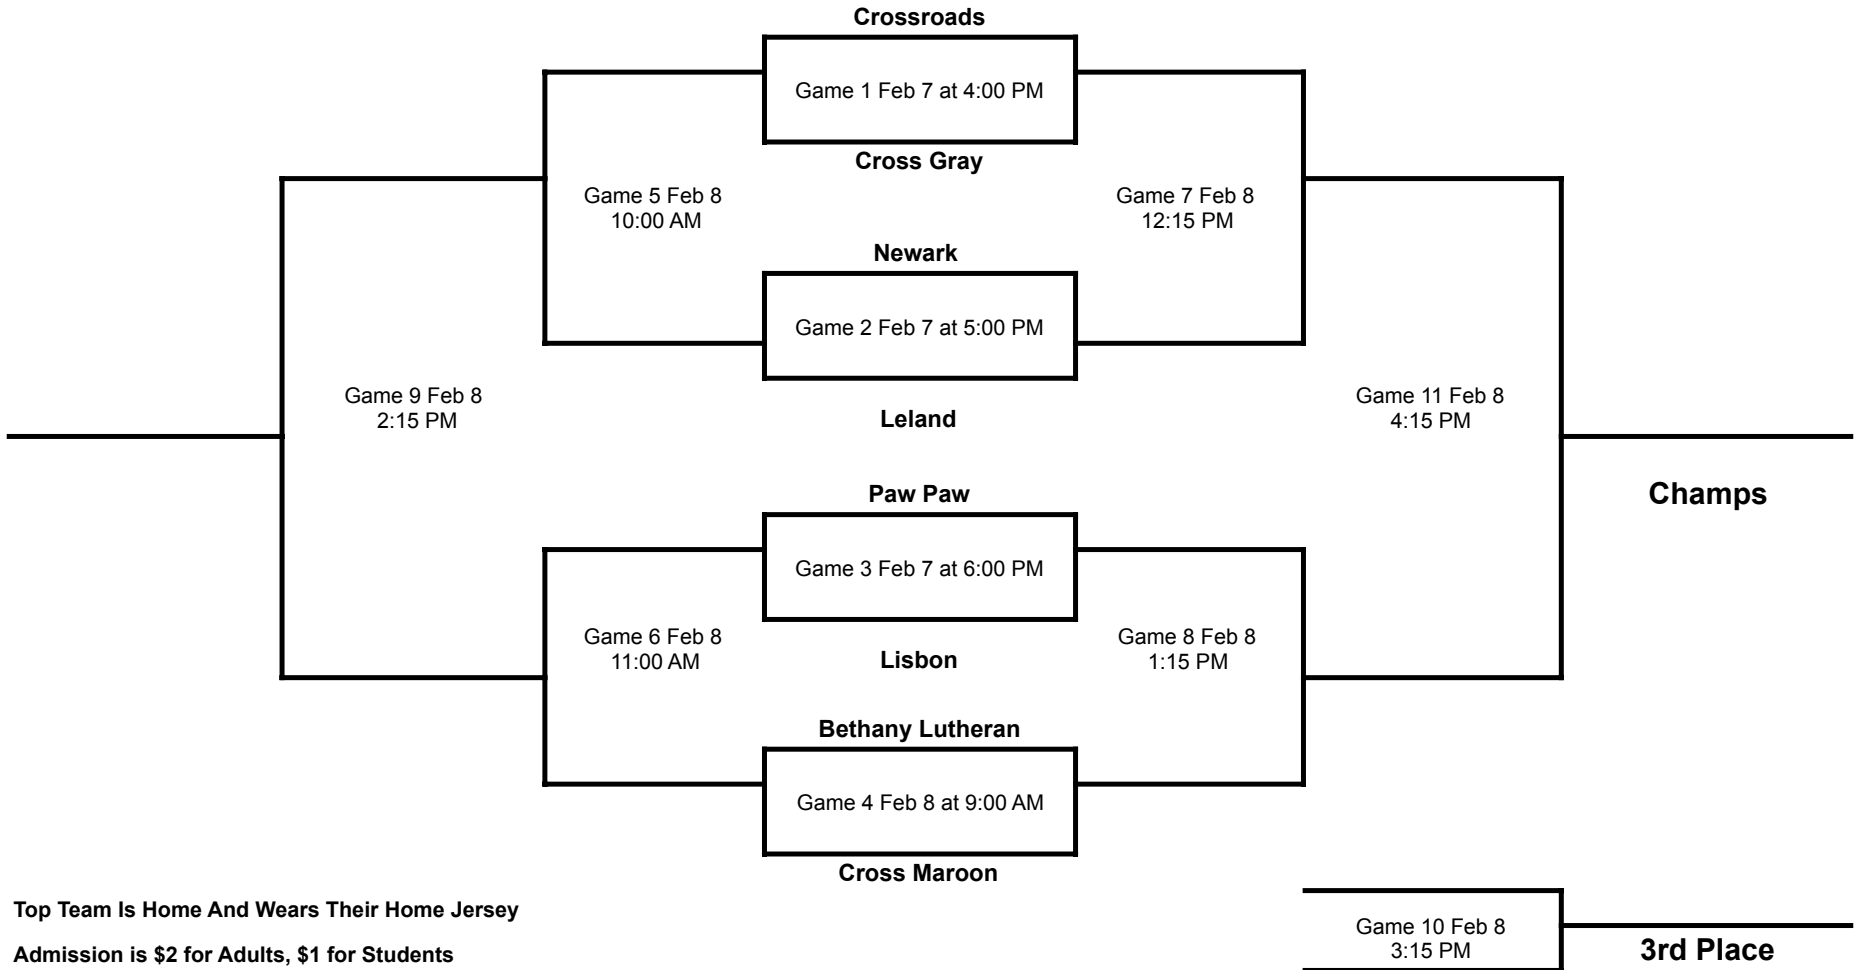 Crossroads
Game 1 Feb 7 at 4:00 PM
Cross Gray
Game 5 Feb 8
10:00 AM
Game 7 Feb 8
12:15 PM
Newark
Game 2 Feb 7 at 5:00 PM
Leland
Game 9 Feb 8
2:15 PM
Game 11 Feb 8
4:15 PM
Champs
Paw Paw
Game 3 Feb 7 at 6:00 PM
Lisbon
Game 6 Feb 8
11:00 AM
Game 8 Feb 8
1:15 PM
Bethany Lutheran
Game 4 Feb 8 at 9:00 AM
Cross Maroon
Top Team Is Home And Wears Their Home Jersey
Admission is $2 for Adults, $1 for Students
Game 10 Feb 8
3:15 PM
3rd Place